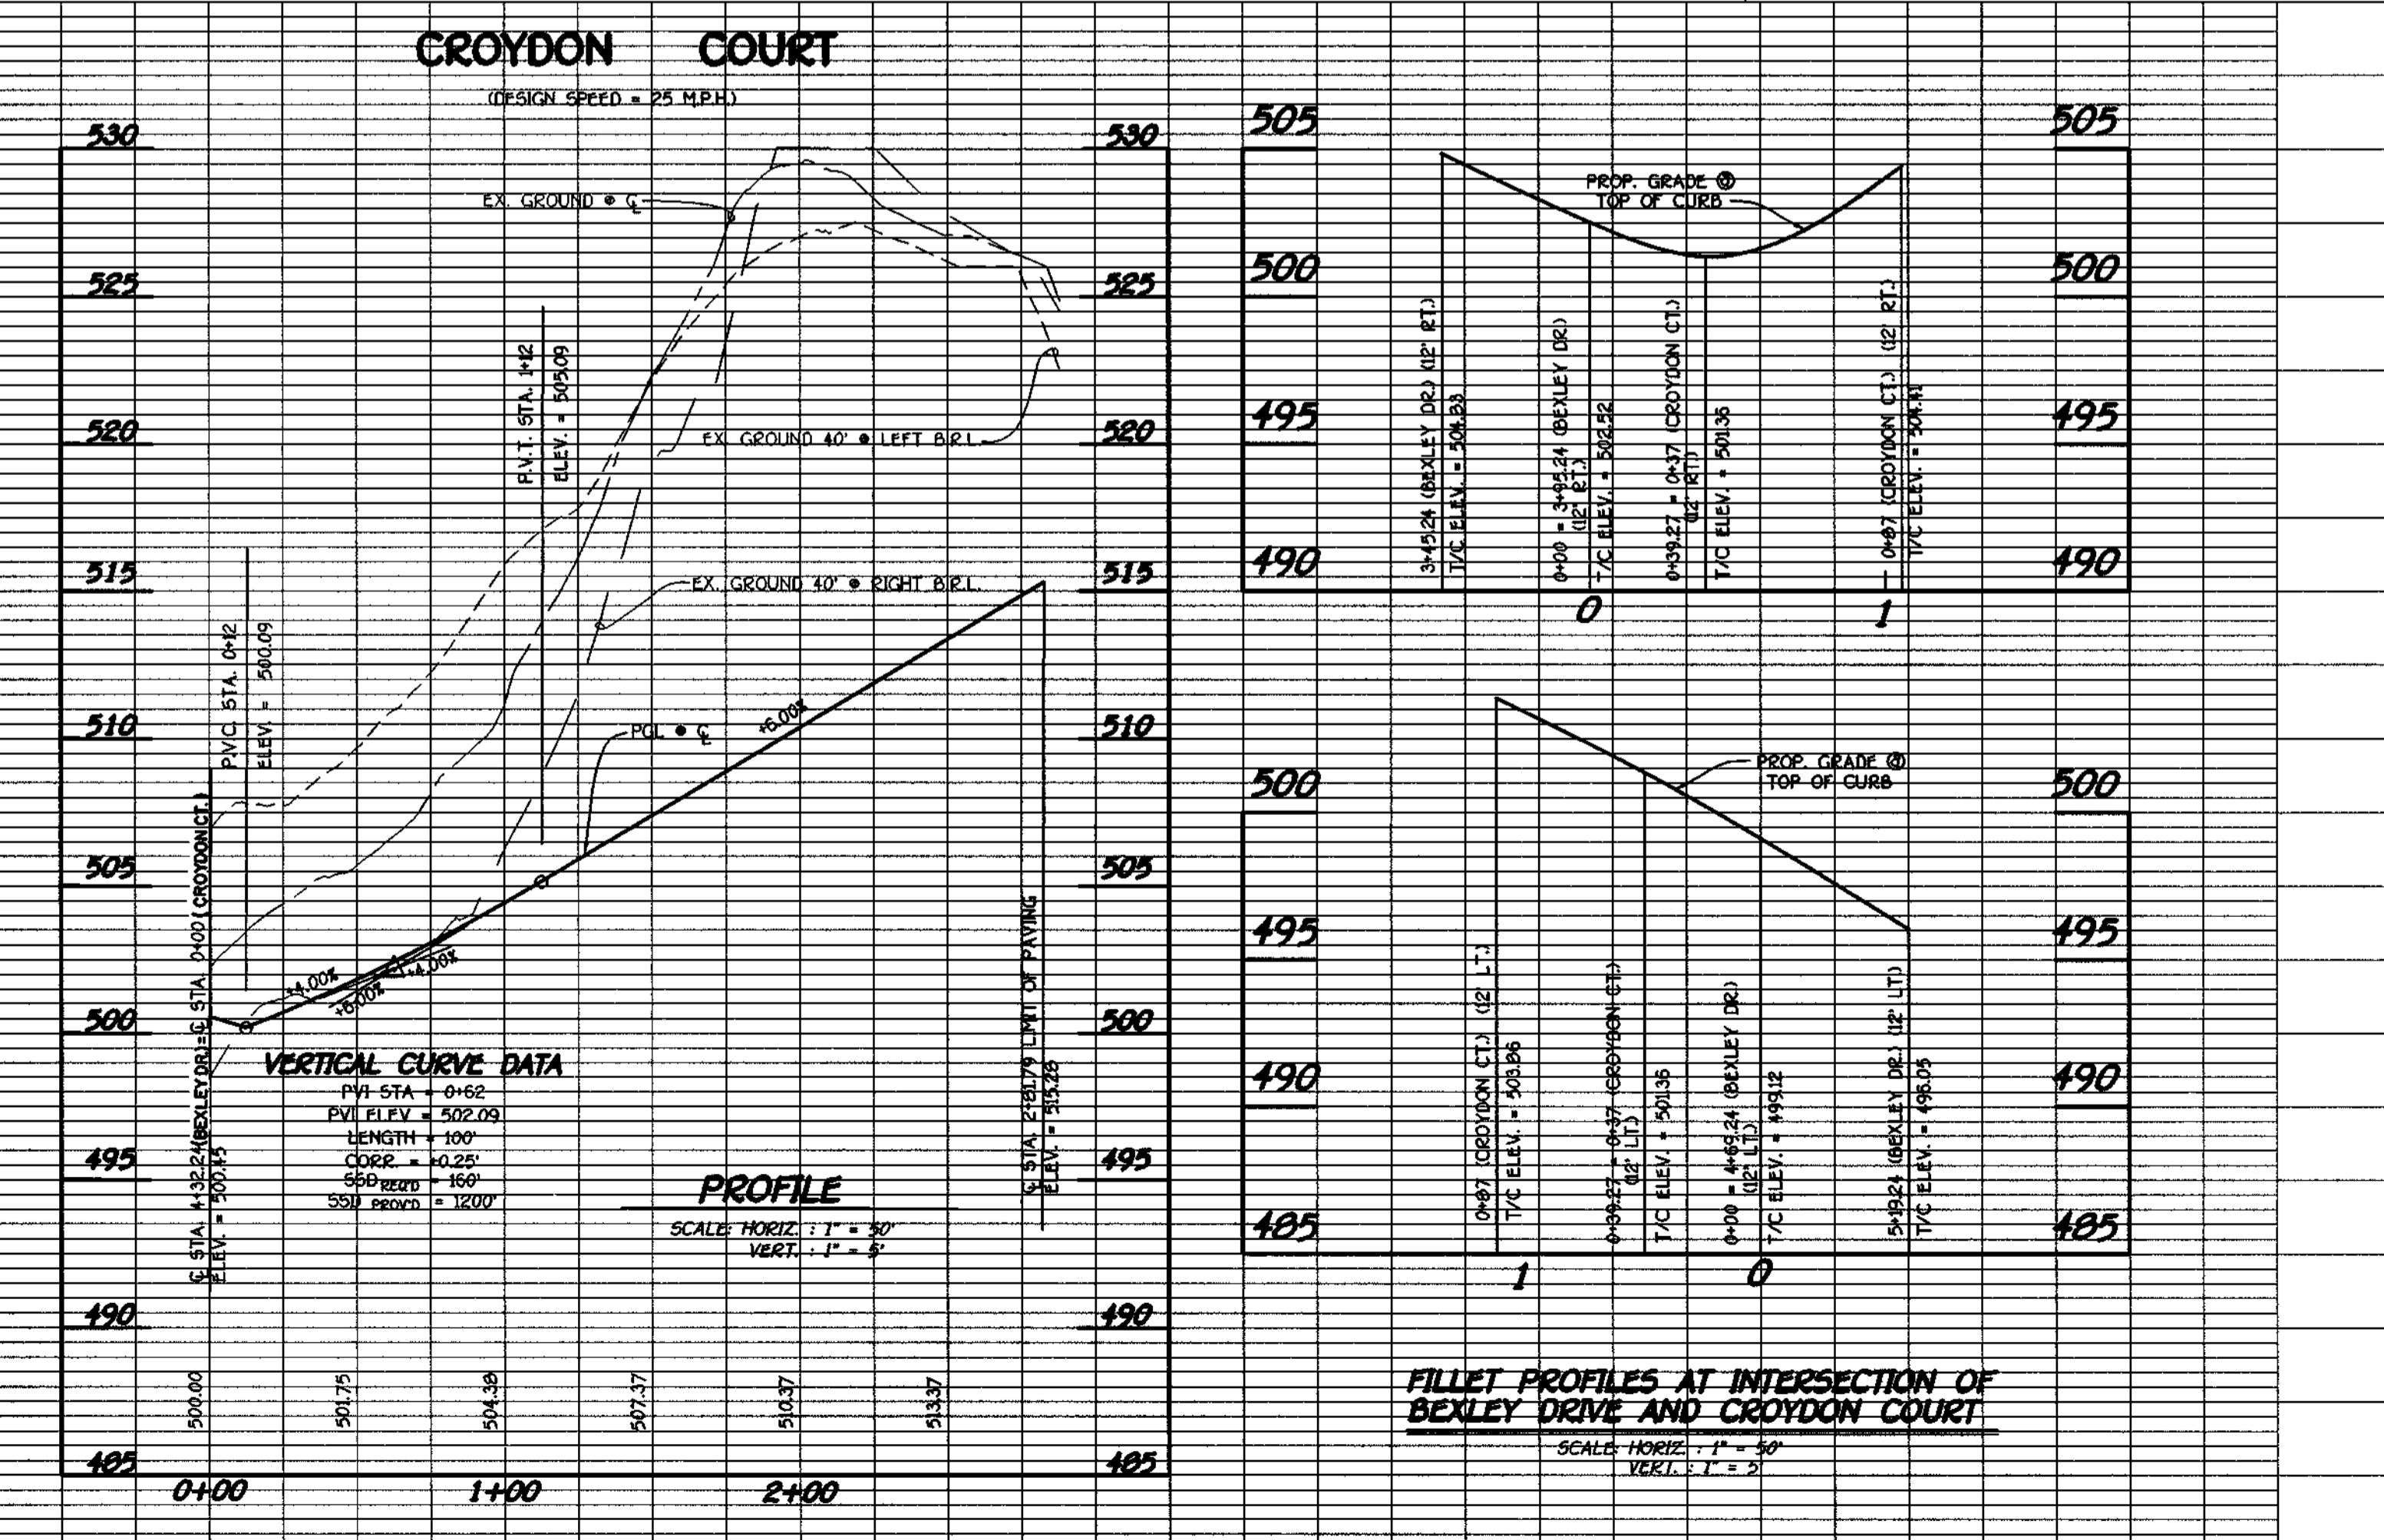 CROYDON COURT
(DESIGN SPEED = 25 M.P.H.)
530
530
525
525
520
520
515
515
510
510
505
505
500
500
495
495
490
490
485
485
EX. GROUND @ ℄
EX. GROUND 40' @ LEFT B.R.L.
EX. GROUND 40' @ RIGHT B.R.L.
PGL @ ℄
+6.00%
+4.00%
+6.00%
+4.00%
P.V.T. STA. 1+12
ELEV. = 505.09
P.V.C. STA. 0+12
ELEV. = 500.09
℄ STA. 4+32.24(BEXLEY DR.)=℄ STA. 0+00 (CROYDON CT.)
ELEV. = 500.45
℄ STA. 2+81.79 LIMIT OF PAVING
ELEV. = 515.28
VERTICAL CURVE DATA
PVI STA = 0+62
PVI ELEV = 502.09
LENGTH = 100'
CORR. = +0.25'
SSD REQ'D = 160'
SSD PROV'D = 1200'
PROFILE
SCALE: HORIZ. : 1" = 50'
VERT. : 1" = 5'
500.00
501.75
504.38
507.37
510.37
513.37
0+00
1+00
2+00
505
505
500
500
495
495
490
490
PROP. GRADE @
TOP OF CURB
3+45.24 (BEXLEY DR.) (12' RT.)
T/C ELEV. = 504.83
0+00 = 3+95.24 (BEXLEY DR.)
(12' RT.)
T/C ELEV. = 502.52
0+39.27 = 0+37 (CROYDON CT.)
(12' RT.)
T/C ELEV. = 501.36
0+87 (CROYDON CT.) (12' RT.)
T/C ELEV. = 504.41
0
1
500
500
495
495
490
490
485
485
PROP. GRADE @
TOP OF CURB
0+87 (CROYDON CT.) (12' LT.)
T/C ELEV. = 503.86
0+39.27 = 0+37 (CROYDON CT.)
(12' LT.)
T/C ELEV. = 501.36
0+00 = 4+69.24 (BEXLEY DR.)
(12' LT.)
T/C ELEV. = 499.12
5+19.24 (BEXLEY DR.) (12' LT)
T/C ELEV. = 496.05
1
0
FILLET PROFILES AT INTERSECTION OF
BEXLEY DRIVE AND CROYDON COURT
SCALE: HORIZ. : 1" = 50'
VERT. : 1" = 5'